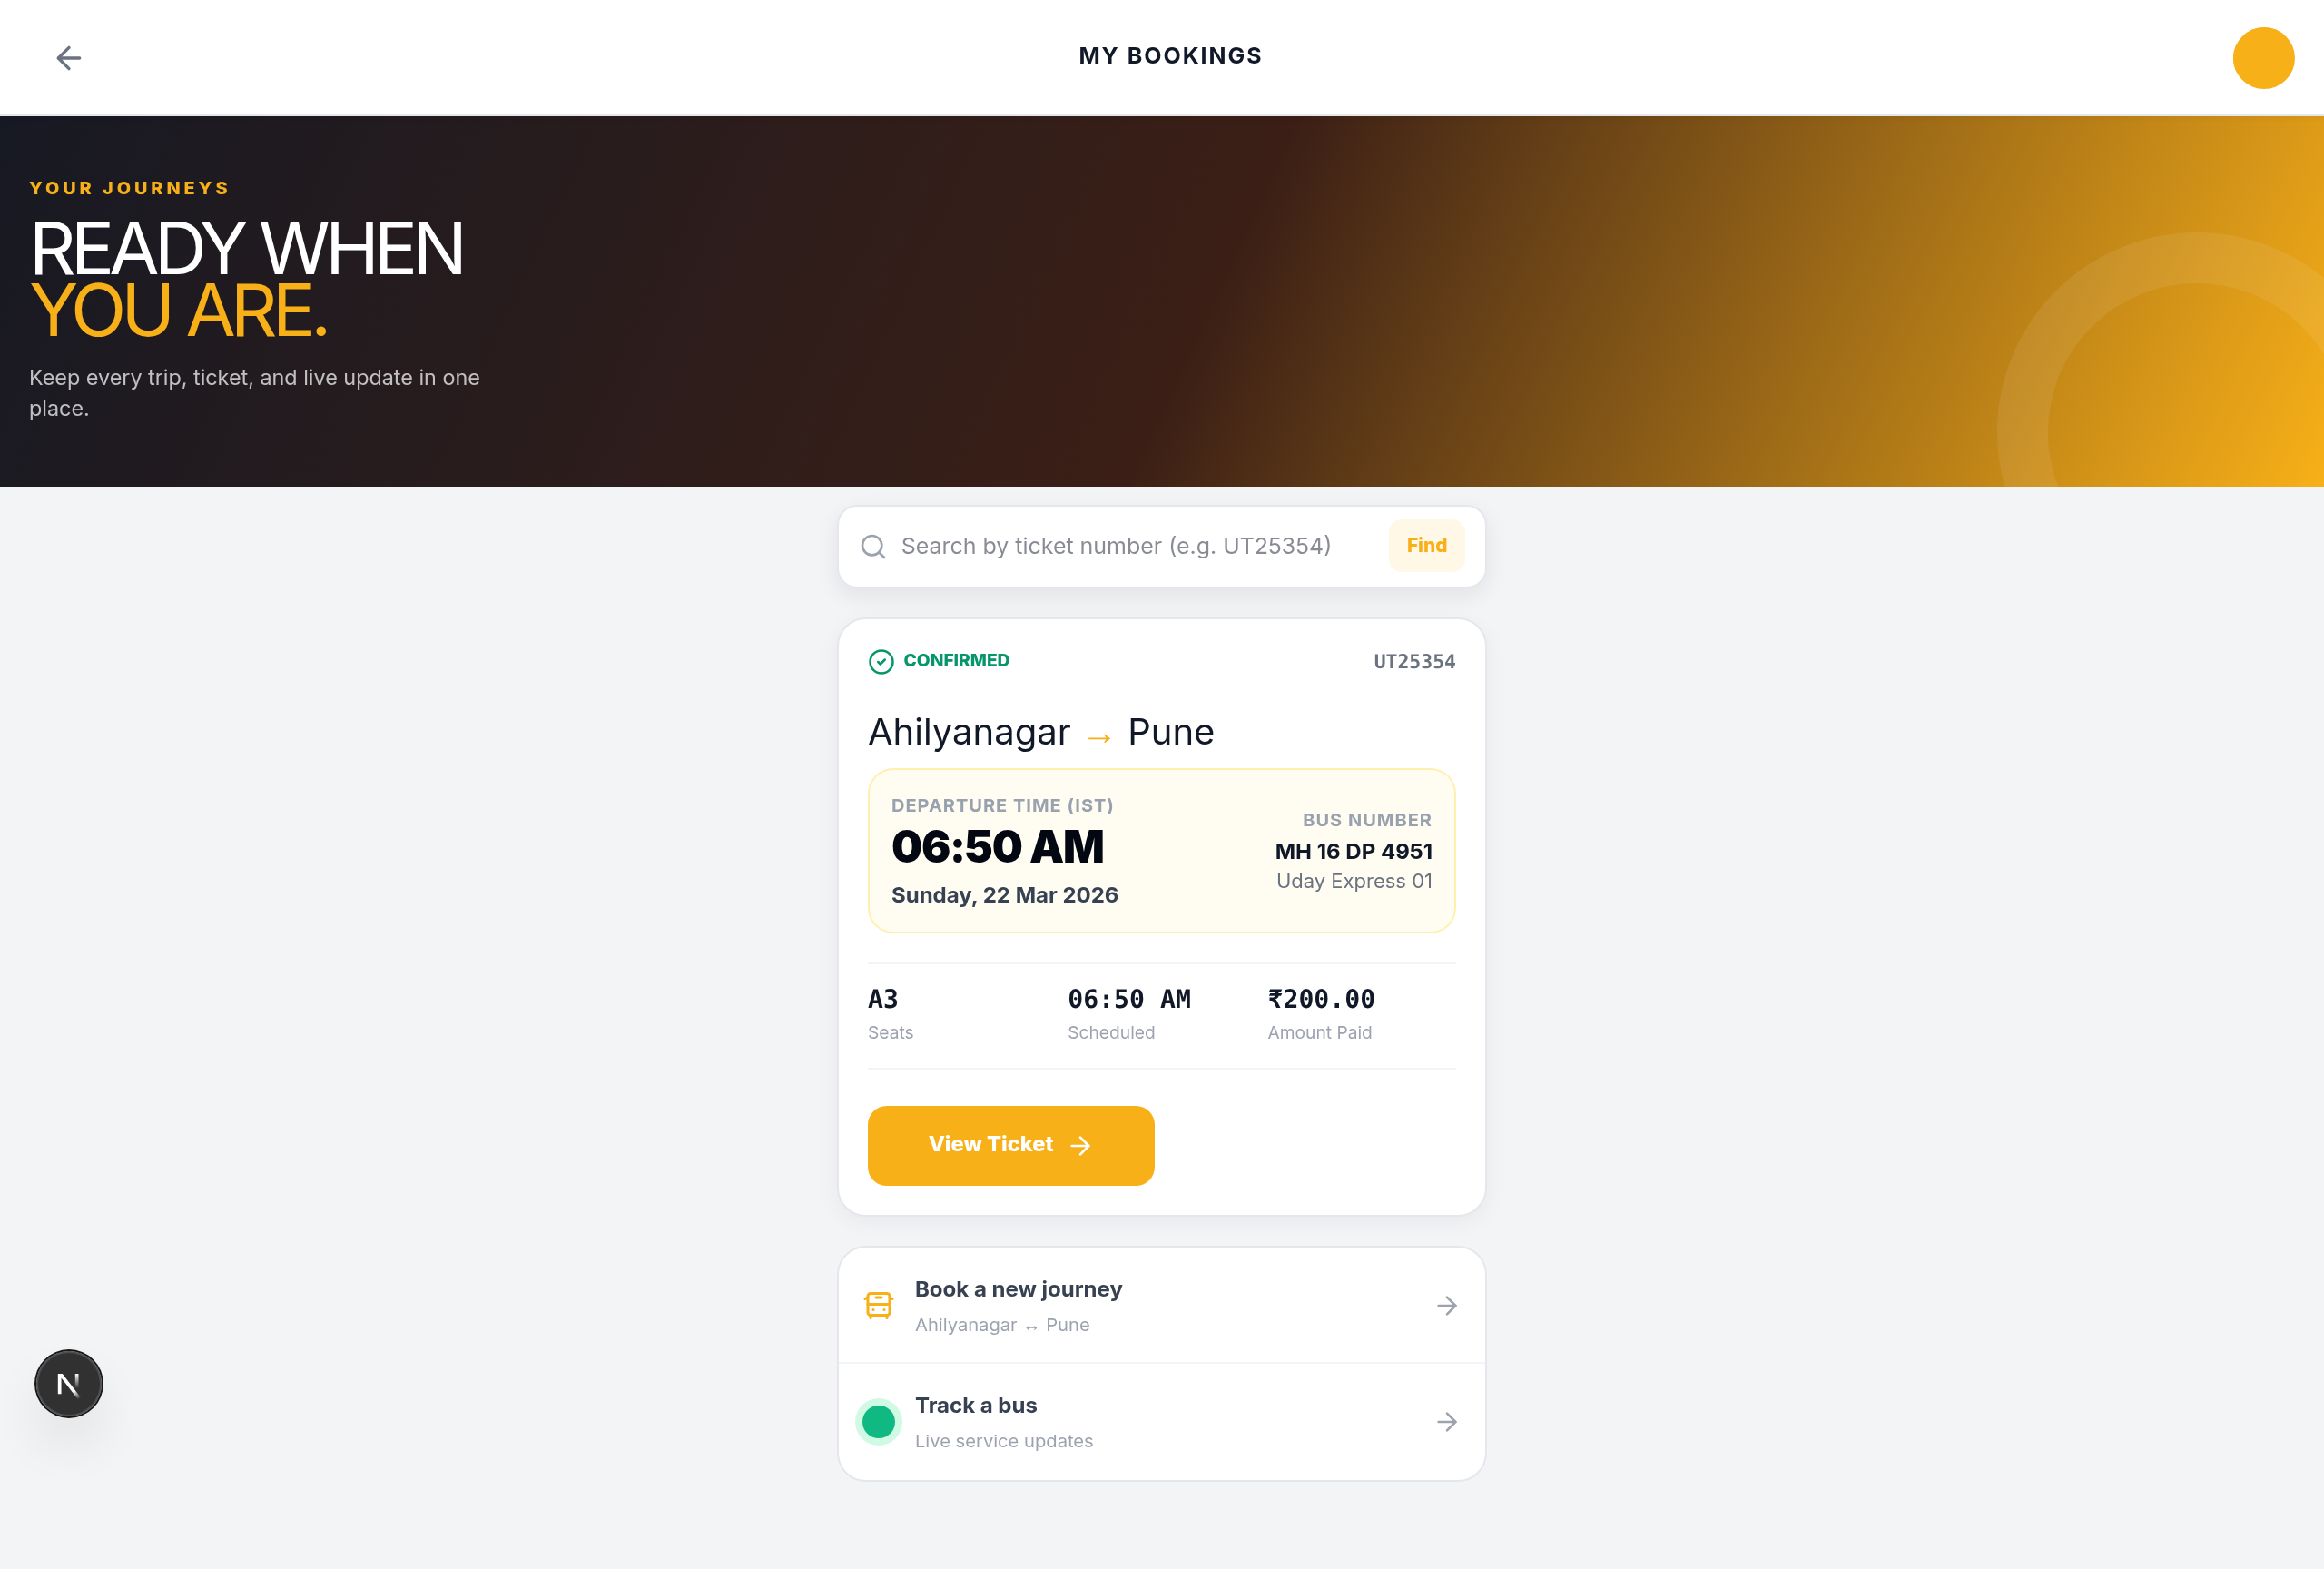 MY BOOKINGS
YOUR JOURNEYS
READY WHEN
YOU ARE.
Keep every trip, ticket, and live update in one
place.
Search by ticket number (e.g. UT25354)
Find
CONFIRMED
UT25354
Ahilyanagar → Pune
DEPARTURE TIME (IST)
06:50 AM
Sunday, 22 Mar 2026
BUS NUMBER
MH 16 DP 4951
Uday Express 01
A3
Seats
06:50 AM
Scheduled
₹200.00
Amount Paid
View Ticket →
Book a new journey
Ahilyanagar ↔ Pune
Track a bus
Live service updates
N